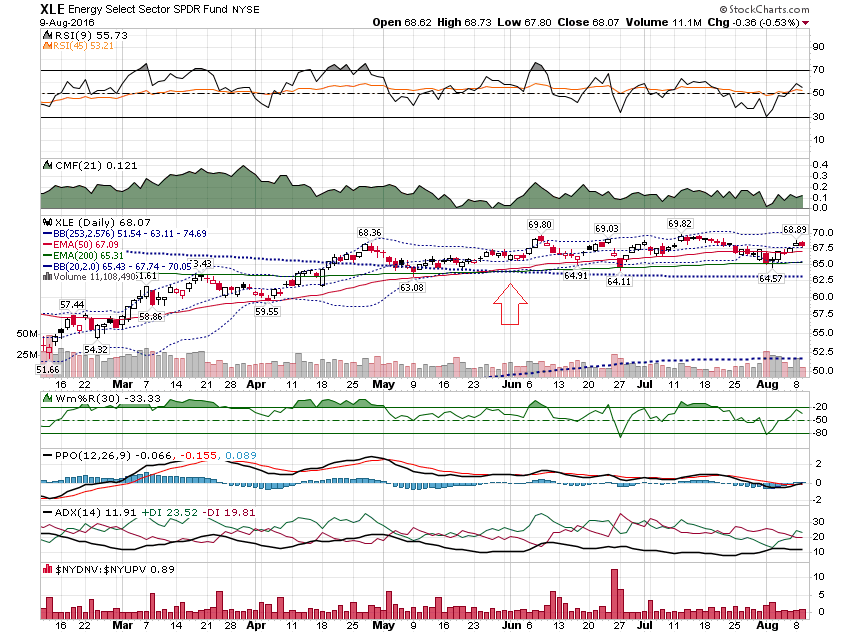 XLE Energy Select Sector SPDR Fund NYSE © StockCharts.com
9-Aug-2016 Open 68.62 High 68.73 Low 67.80 Close 68.07 Volume 11.1M Chg -0.36 (-0.53%)
RSI(9) 55.73
RSI(45) 53.21
90
70
50
30
10
CMF(21) 0.121
0.4
0.3
0.2
0.1
0.0
XLE (Daily) 68.07
BB(253,2.576) 51.54 - 63.11 - 74.69
EMA(50) 67.09
EMA(200) 65.31
BB(20,2.0) 65.43 - 67.74 - 70.05
Volume 11,108,490
1.61
53.43
57.44
58.86
54.32
51.66
59.55
68.36
63.08
69.80
64.91
69.03
64.11
69.82
64.57
68.89
70.0
67.5
65.0
62.5
60.0
57.5
55.0
52.5
50.0
50M
25M
16 22 Mar 7 14 21 28 Apr 11 18 25 May 9 16 23 Jun 6 13 20 27 Jul 11 18 25 Aug 8
Wm%R(30) -33.33
-20
-50
-80
PPO(12,26,9) -0.066, -0.155, 0.089
2
0
-2
ADX(14) 11.91 +DI 23.52 -DI 19.81
30
20
10
$NYDNV:$NYUPV 0.89
10
5
0
16 22 Mar 7 14 21 28 Apr 11 18 25 May 9 16 23 Jun 6 13 20 27 Jul 11 18 25 Aug 8